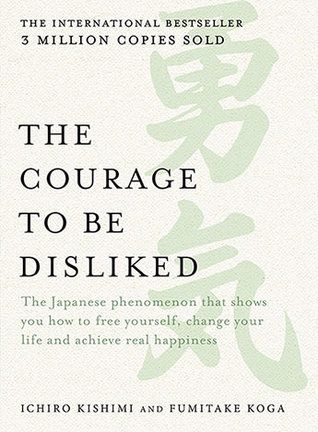 THE INTERNATIONAL BESTSELLER
3 MILLION COPIES SOLD
勇気
THE
COURAGE
TO BE
DISLIKED
The Japanese phenomenon that shows
you how to free yourself, change your
life and achieve real happiness
ICHIRO KISHIMI AND FUMITAKE KOGA